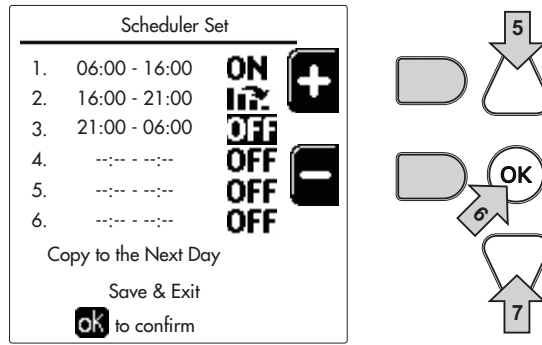 Scheduler Set
1. 06:00 - 16:00 ON
2. 16:00 - 21:00
3. 21:00 - 06:00 OFF
4. --:-- - --:-- OFF
5. --:-- - --:-- OFF
6. --:-- - --:-- OFF
Copy to the Next Day
Save & Exit
ok to confirm
+
-
5
OK
6
7